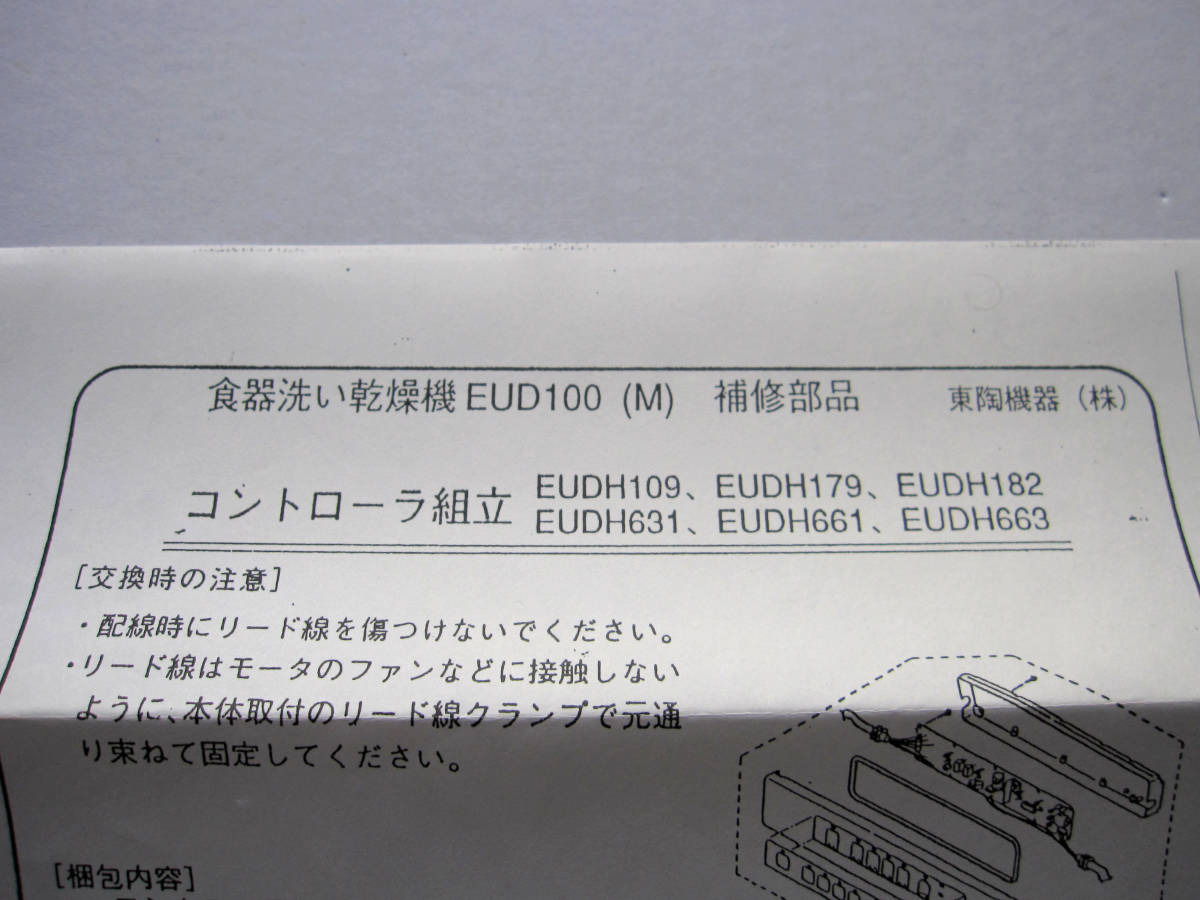 食器洗い乾燥機 EUD100 (M) 補修部品 東陶機器(株)
コントローラ組立 EUDH109、EUDH179、EUDH182
EUDH631、EUDH661、EUDH663
[交換時の注意]
・配線時にリード線を傷つけないでください。
・リード線はモータのファンなどに接触しない
ように、本体取付のリード線クランプで元通
り束ねて固定してください。
[梱包内容]